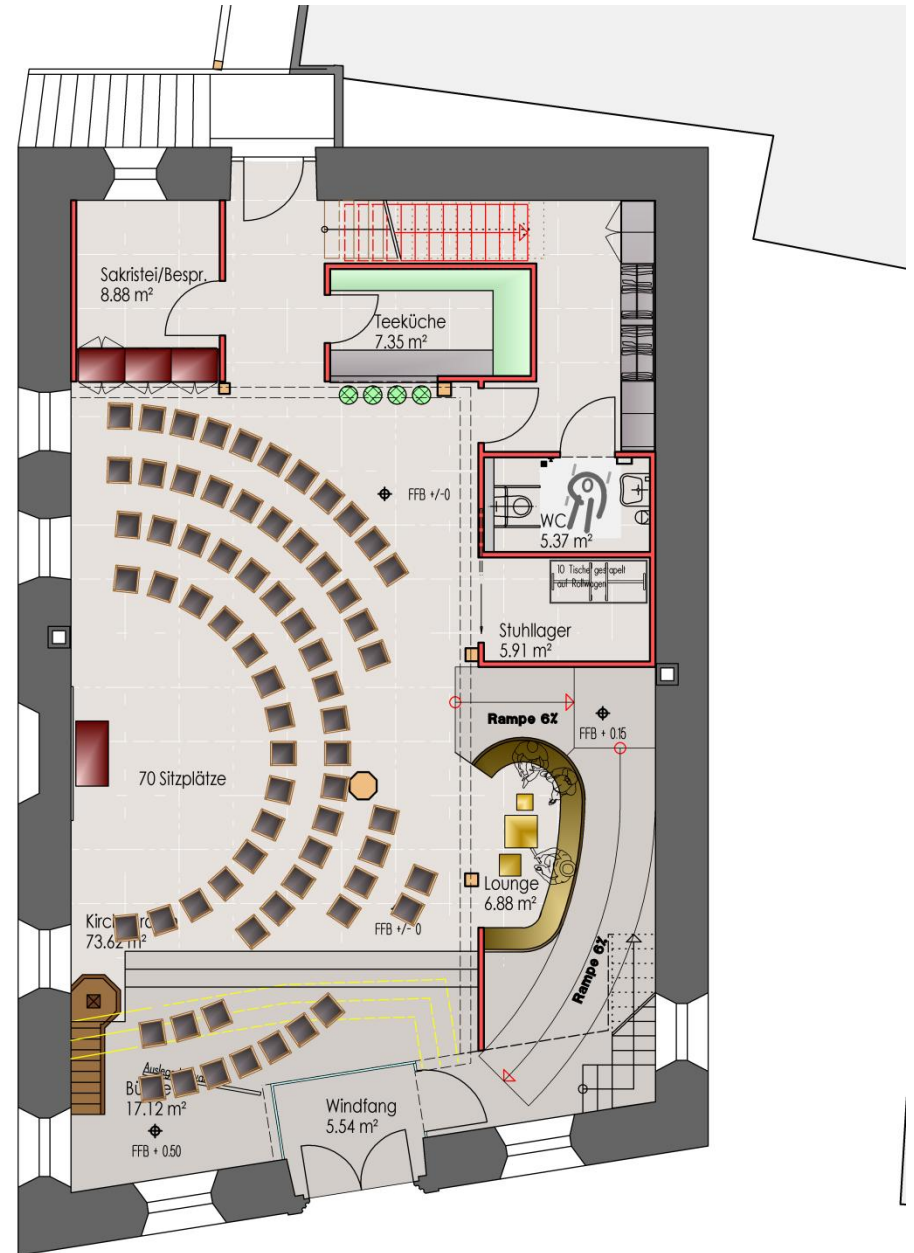 Sakristei/Bespr.
8.88 m²
Teeküche
7.35 m²
FFB +/-0
WC
5.37 m²
10 Tische gestapelt
auf Rollwagen
Stuhllager
5.91 m²
Rampe 6%
FFB + 0.15
70 Sitzplätze
Lounge
6.88 m²
73.62 m²
FFB +/- 0
Rampe 6%
17.12 m²
Windfang
5.54 m²
FFB + 0.50